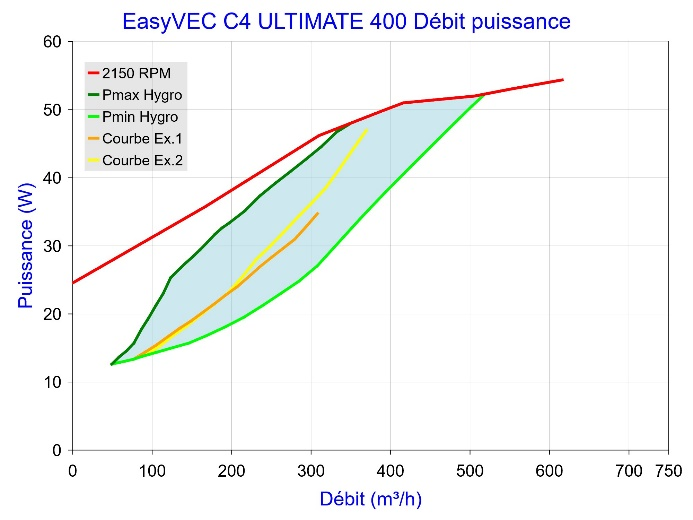 EasyVEC C4 ULTIMATE 400 Débit puissance
60
50
40
30
20
10
0
Puissance (W)
2150 RPM
Pmax Hygro
Pmin Hygro
Courbe Ex.1
Courbe Ex.2
0 100 200 300 400 500 600 700 750
Débit (m³/h)